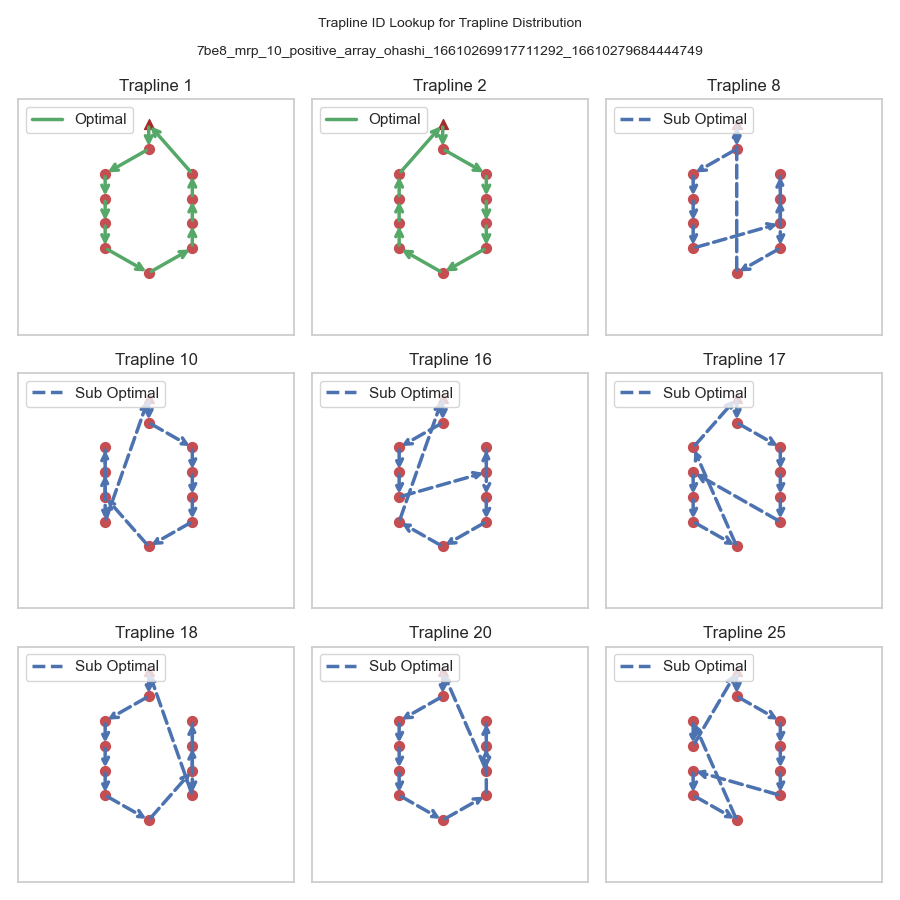 Trapline ID Lookup for Trapline Distribution
7be8_mrp_10_positive_array_ohashi_16610269917711292_16610279684444749
Trapline 1
Optimal
Trapline 2
Optimal
Trapline 8
Sub Optimal
Trapline 10
Sub Optimal
Trapline 16
Sub Optimal
Trapline 17
Sub Optimal
Trapline 18
Sub Optimal
Trapline 20
Sub Optimal
Trapline 25
Sub Optimal